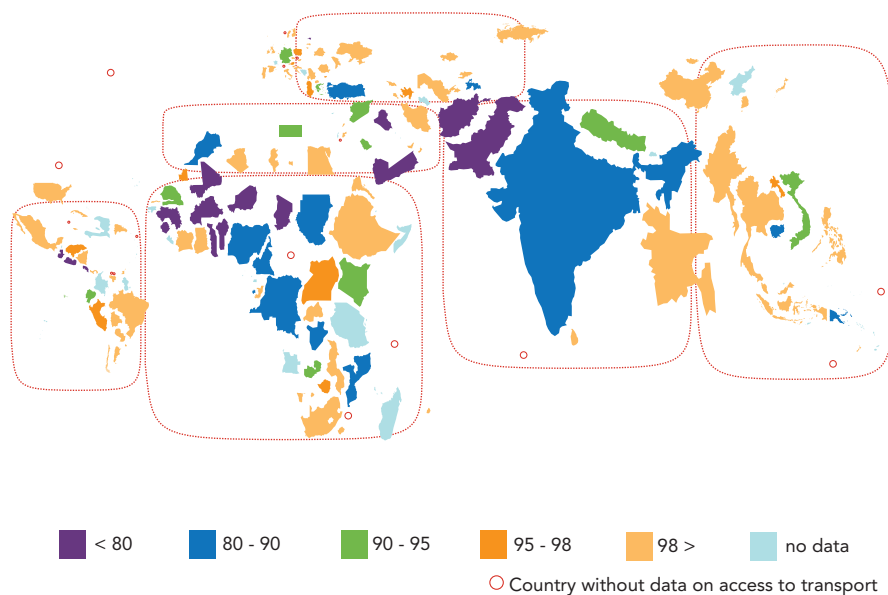 < 80 80 - 90 90 - 95 95 - 98 98 > no data
Country without data on access to transport